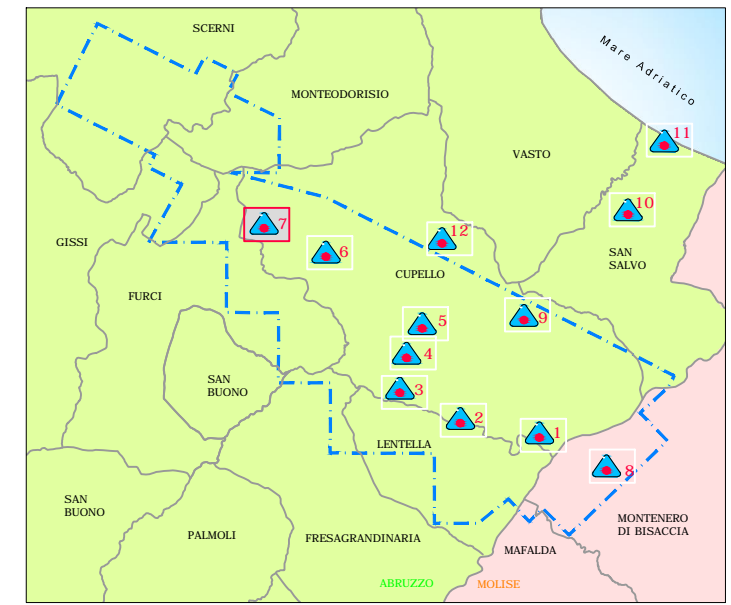 SCERNI
Mare Adriatico
MONTEODORISIO
11
VASTO
10
7
12
GISSI
6
SAN
SALVO
CUPELLO
FURCI
5
9
4
SAN
BUONO
3
2
1
LENTELLA
8
SAN
BUONO
MONTENERO
DI BISACCIA
PALMOLI
FRESAGRANDINARIA
MAFALDA
ABRUZZO
MOLISE